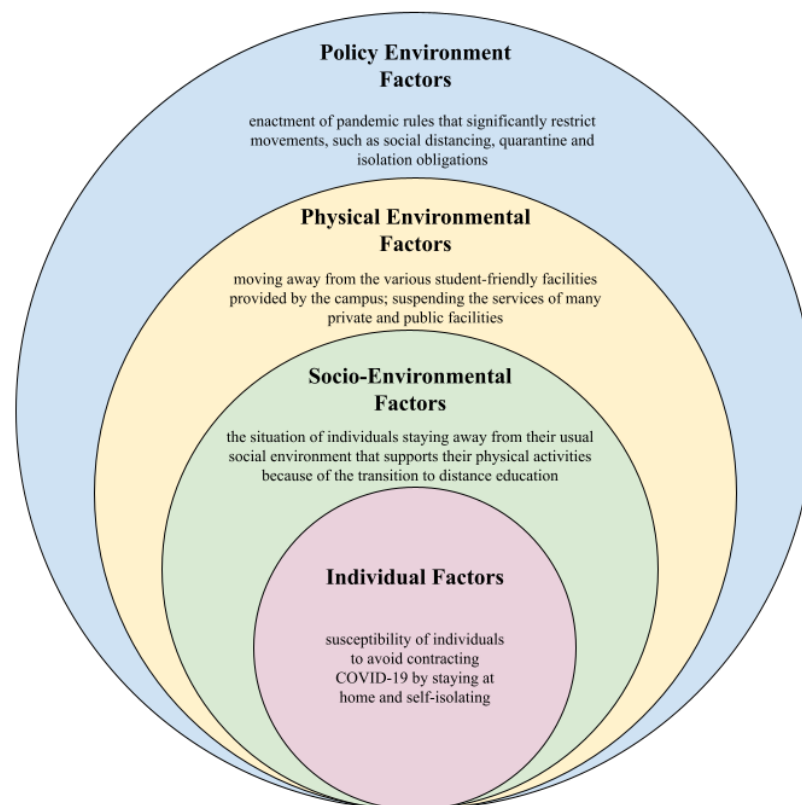 Policy Environment
Factors
enactment of pandemic rules that significantly restrict
movements, such as social distancing, quarantine and
isolation obligations
Physical Environmental
Factors
moving away from the various student-friendly facilities
provided by the campus; suspending the services of many
private and public facilities
Socio-Environmental
Factors
the situation of individuals staying away from their usual
social environment that supports their physical activities
because of the transition to distance education
Individual Factors
susceptibility of individuals
to avoid contracting
COVID-19 by staying at
home and self-isolating